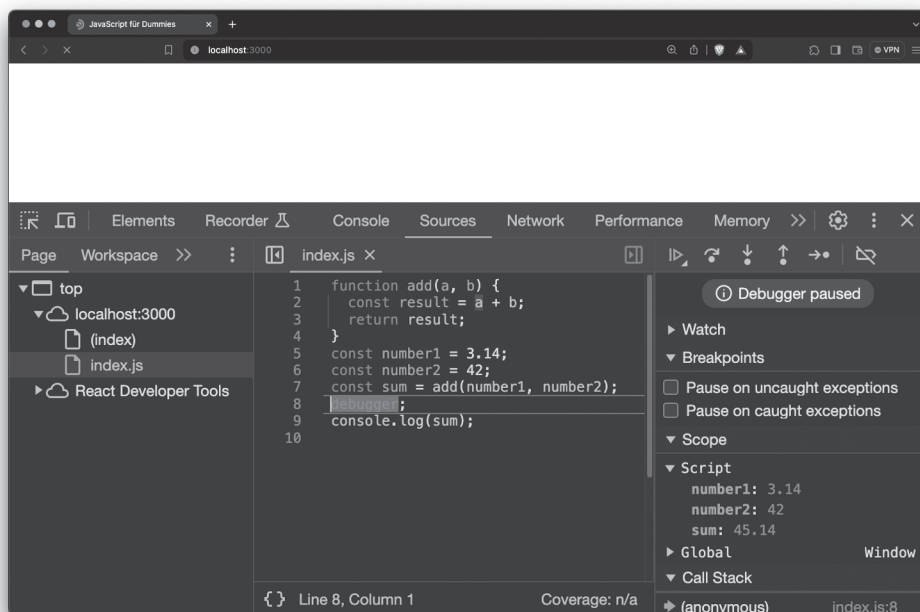 JavaScript für Dummies
localhost:3000
VPN
Elements Recorder Console Sources Network Performance Memory
Page Workspace
index.js
top
localhost:3000
(index)
index.js
React Developer Tools
1 function add(a, b) {
2 const result = a + b;
3 return result;
4 }
5 const number1 = 3.14;
6 const number2 = 42;
7 const sum = add(number1, number2);
8 debugger;
9 console.log(sum);
10
{ } Line 8, Column 1 Coverage: n/a
Debugger paused
Watch
Breakpoints
Pause on uncaught exceptions
Pause on caught exceptions
Scope
Script
number1: 3.14
number2: 42
sum: 45.14
Global Window
Call Stack
(anonymous) index.js:8